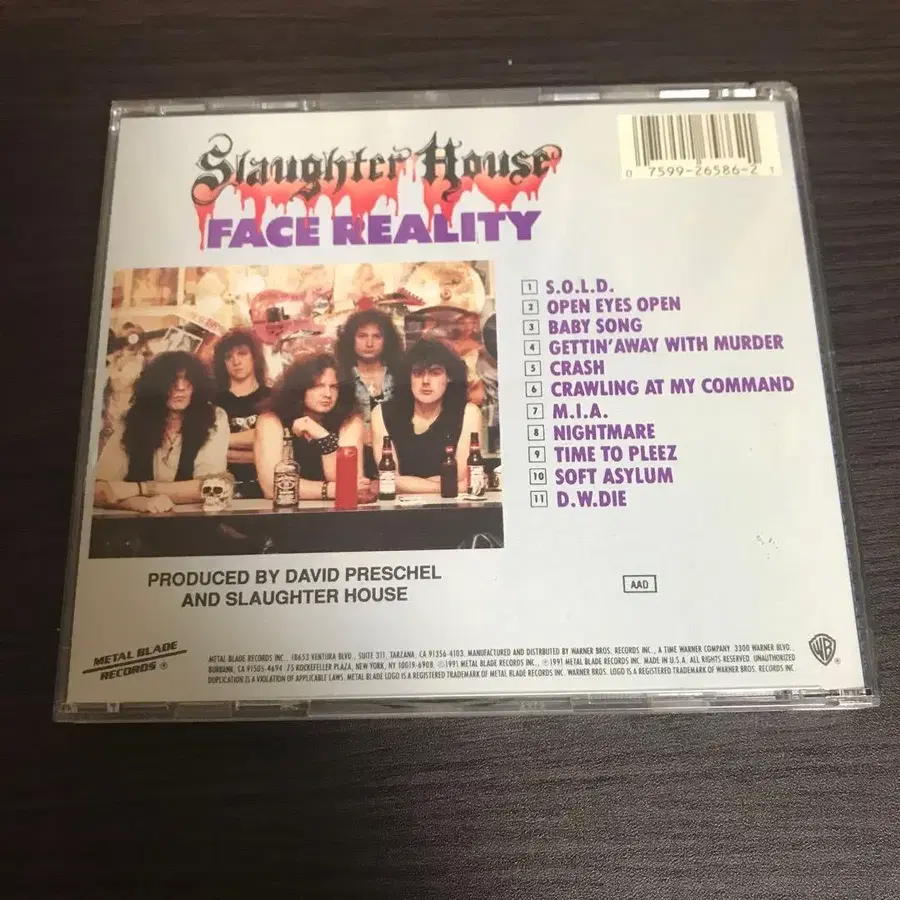 Slaughter House
FACE REALITY
0 7599-26586-2 1
1 S.O.L.D.
2 OPEN EYES OPEN
3 BABY SONG
4 GETTIN' AWAY WITH MURDER
5 CRASH
6 CRAWLING AT MY COMMAND
7 M.I.A.
8 NIGHTMARE
9 TIME TO PLEEZ
10 SOFT ASYLUM
11 D.W.DIE
PRODUCED BY DAVID PRESCHEL
AND SLAUGHTER HOUSE
AAD
METAL BLADE
RECORDS ®
METAL BLADE RECORDS INC., 18653 VENTURA BLVD., SUITE 311, TARZANA, CA 91356-4103. MANUFACTURED AND DISTRIBUTED BY WARNER BROS. RECORDS INC., A TIME WARNER COMPANY. 3300 WARNER BLVD.,
BURBANK, CA 91505-4694 75 ROCKEFELLER PLAZA, NEW YORK, NY 10019-6908. ©1991 METAL BLADE RECORDS INC., ℗1991 METAL BLADE RECORDS INC. MADE IN U.S.A. ALL RIGHTS RESERVED. UNAUTHORIZED
DUPLICATION IS A VIOLATION OF APPLICABLE LAWS. METAL BLADE LOGO IS A REGISTERED TRADEMARK OF METAL BLADE RECORDS INC. WARNER BROS. LOGO IS A REGISTERED TRADEMARK OF WARNER BROS. RECORDS INC.
WB